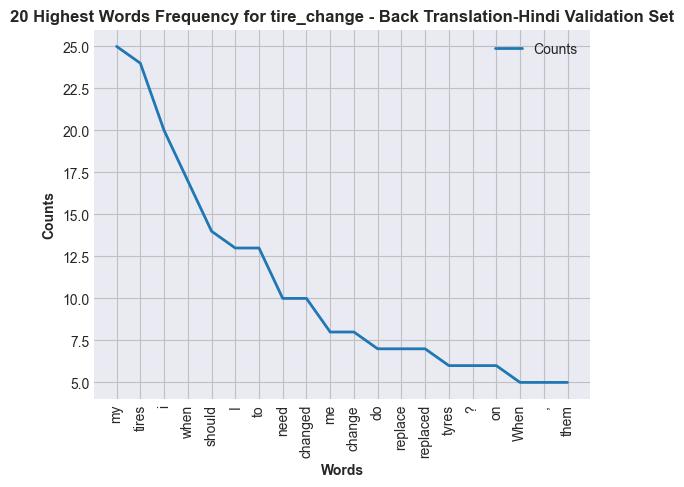 20 Highest Words Frequency for tire_change - Back Translation-Hindi Validation Set
Counts
25.0
22.5
20.0
17.5
15.0
12.5
10.0
7.5
5.0
Counts
my
tires
i
when
should
I
to
need
changed
me
change
do
replace
replaced
tyres
?
on
When
,
them
Words